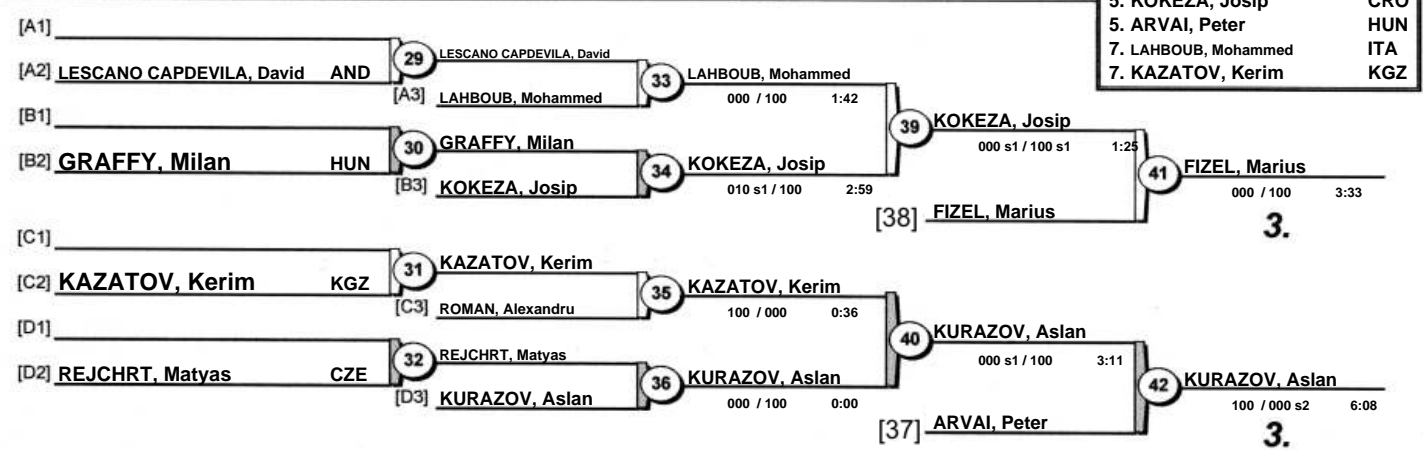 5. KOKEZA, Josip CRO
5. ARVAI, Peter HUN
7. LAHBOUB, Mohammed ITA
7. KAZATOV, Kerim KGZ
[A1]
[A2] LESCANO CAPDEVILA, David AND
29
LESCANO CAPDEVILA, David
[A3] LAHBOUB, Mohammed
33
LAHBOUB, Mohammed
000 / 100 1:42
[B1]
[B2] GRAFFY, Milan HUN
30
GRAFFY, Milan
[B3] KOKEZA, Josip
34
KOKEZA, Josip
010 s1 / 100 2:59
39
KOKEZA, Josip
000 s1 / 100 s1 1:25
[38] FIZEL, Marius
41
FIZEL, Marius
000 / 100 3:33
3.
[C1]
[C2] KAZATOV, Kerim KGZ
31
KAZATOV, Kerim
[C3] ROMAN, Alexandru
35
KAZATOV, Kerim
100 / 000 0:36
[D1]
[D2] REJCHRT, Matyas CZE
32
REJCHRT, Matyas
[D3] KURAZOV, Aslan
36
KURAZOV, Aslan
000 / 100 0:00
40
KURAZOV, Aslan
000 s1 / 100 3:11
[37] ARVAI, Peter
42
KURAZOV, Aslan
100 / 000 s2 6:08
3.